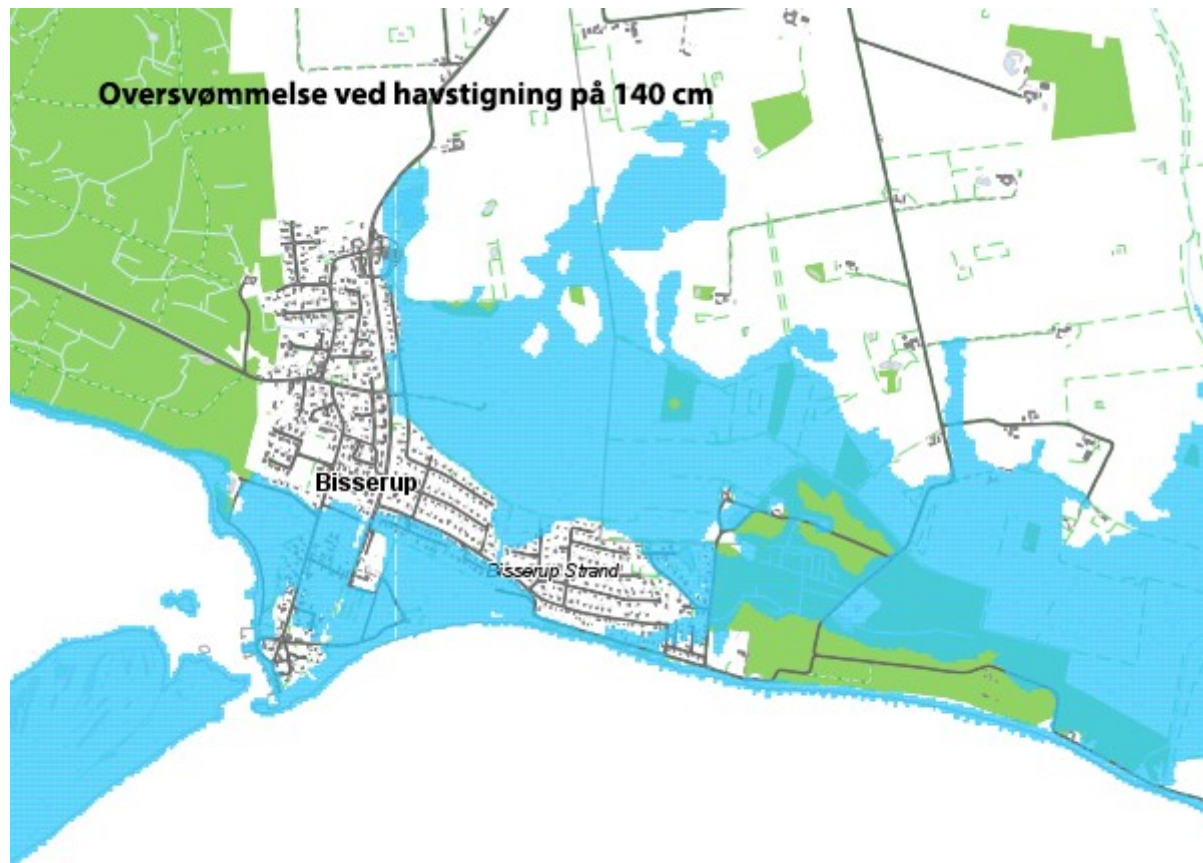 Oversvømmelse ved havstigning på 140 cm
Bisserup
Bisserup Strand